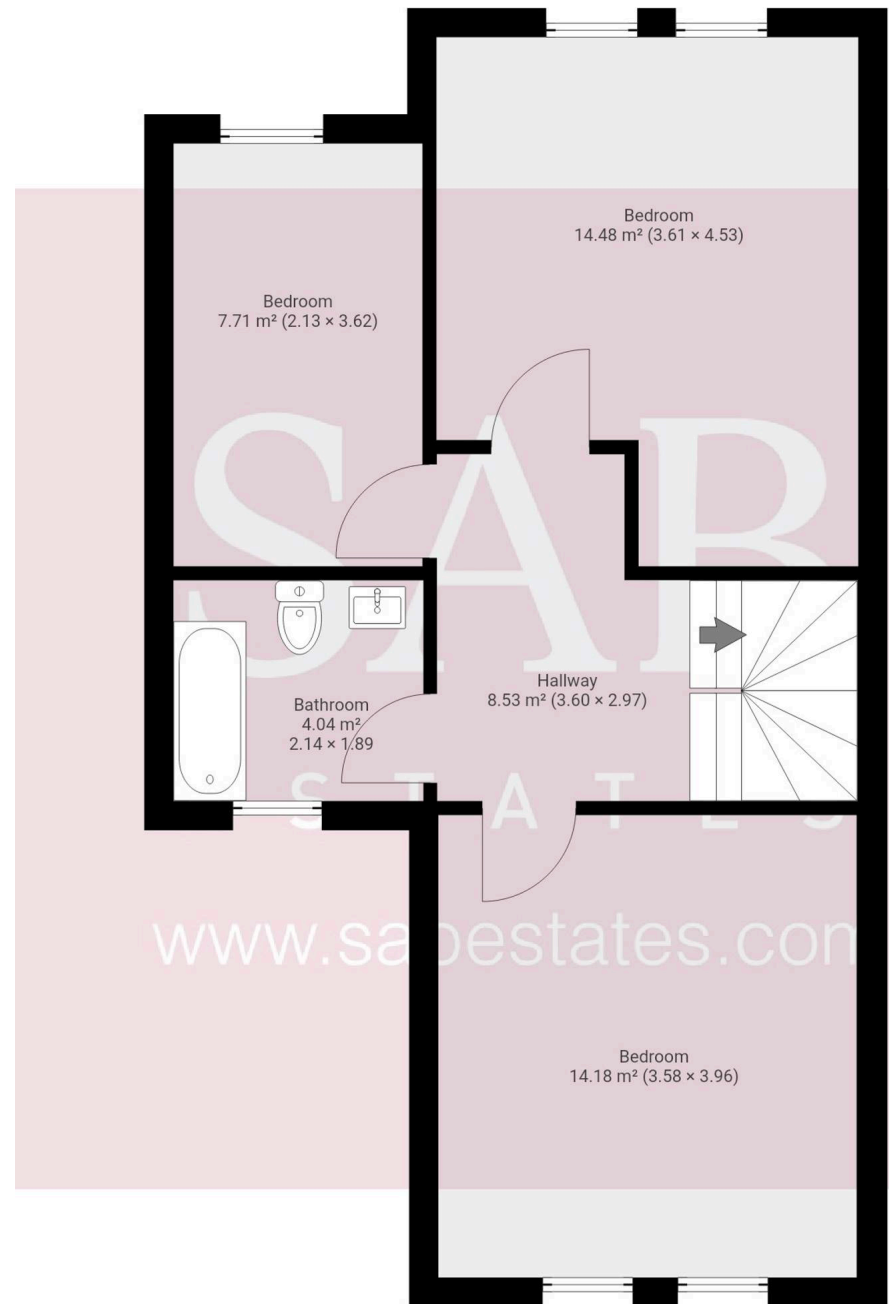 Bedroom
14.48 m² (3.61 × 4.53)
Bedroom
7.71 m² (2.13 × 3.62)
SAB
Hallway
8.53 m² (3.60 × 2.97)
Bathroom
4.04 m²
2.14 × 1.89
STATES
www.sabestates.com
Bedroom
14.18 m² (3.58 × 3.96)